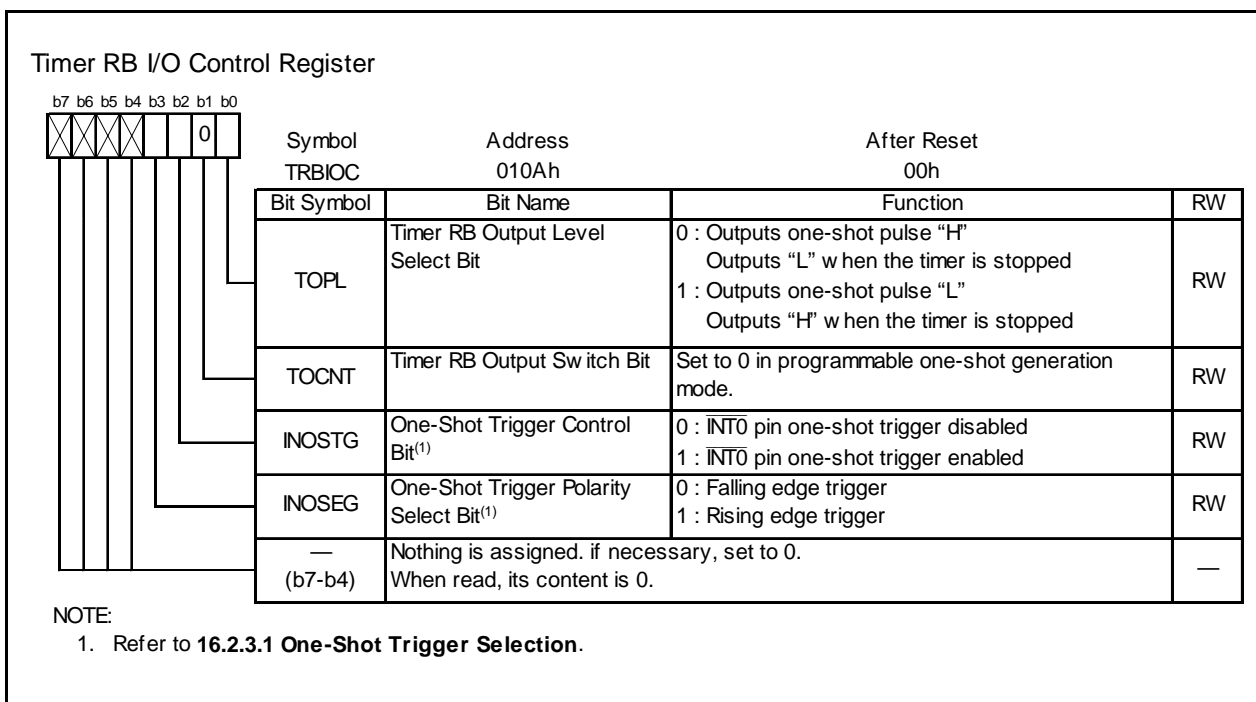 Timer RB I/O Control Register
b7 b6 b5 b4 b3 b2 b1 b0
0
Symbol Address After Reset
TRBIOC 010Ah 00h
Bit Symbol Bit Name Function RW
TOPL Timer RB Output Level Select Bit 0 : Outputs one-shot pulse “H” RW
Outputs “L” when the timer is stopped
1 : Outputs one-shot pulse “L”
Outputs “H” when the timer is stopped
TOCNT Timer RB Output Switch Bit Set to 0 in programmable one-shot generation mode. RW
INOSTG One-Shot Trigger Control Bit(1) 0 : INT0 pin one-shot trigger disabled RW
1 : INT0 pin one-shot trigger enabled
INOSEG One-Shot Trigger Polarity Select Bit(1) 0 : Falling edge trigger RW
1 : Rising edge trigger
— (b7-b4) Nothing is assigned. if necessary, set to 0. —
When read, its content is 0.
NOTE:
1. Refer to 16.2.3.1 One-Shot Trigger Selection.